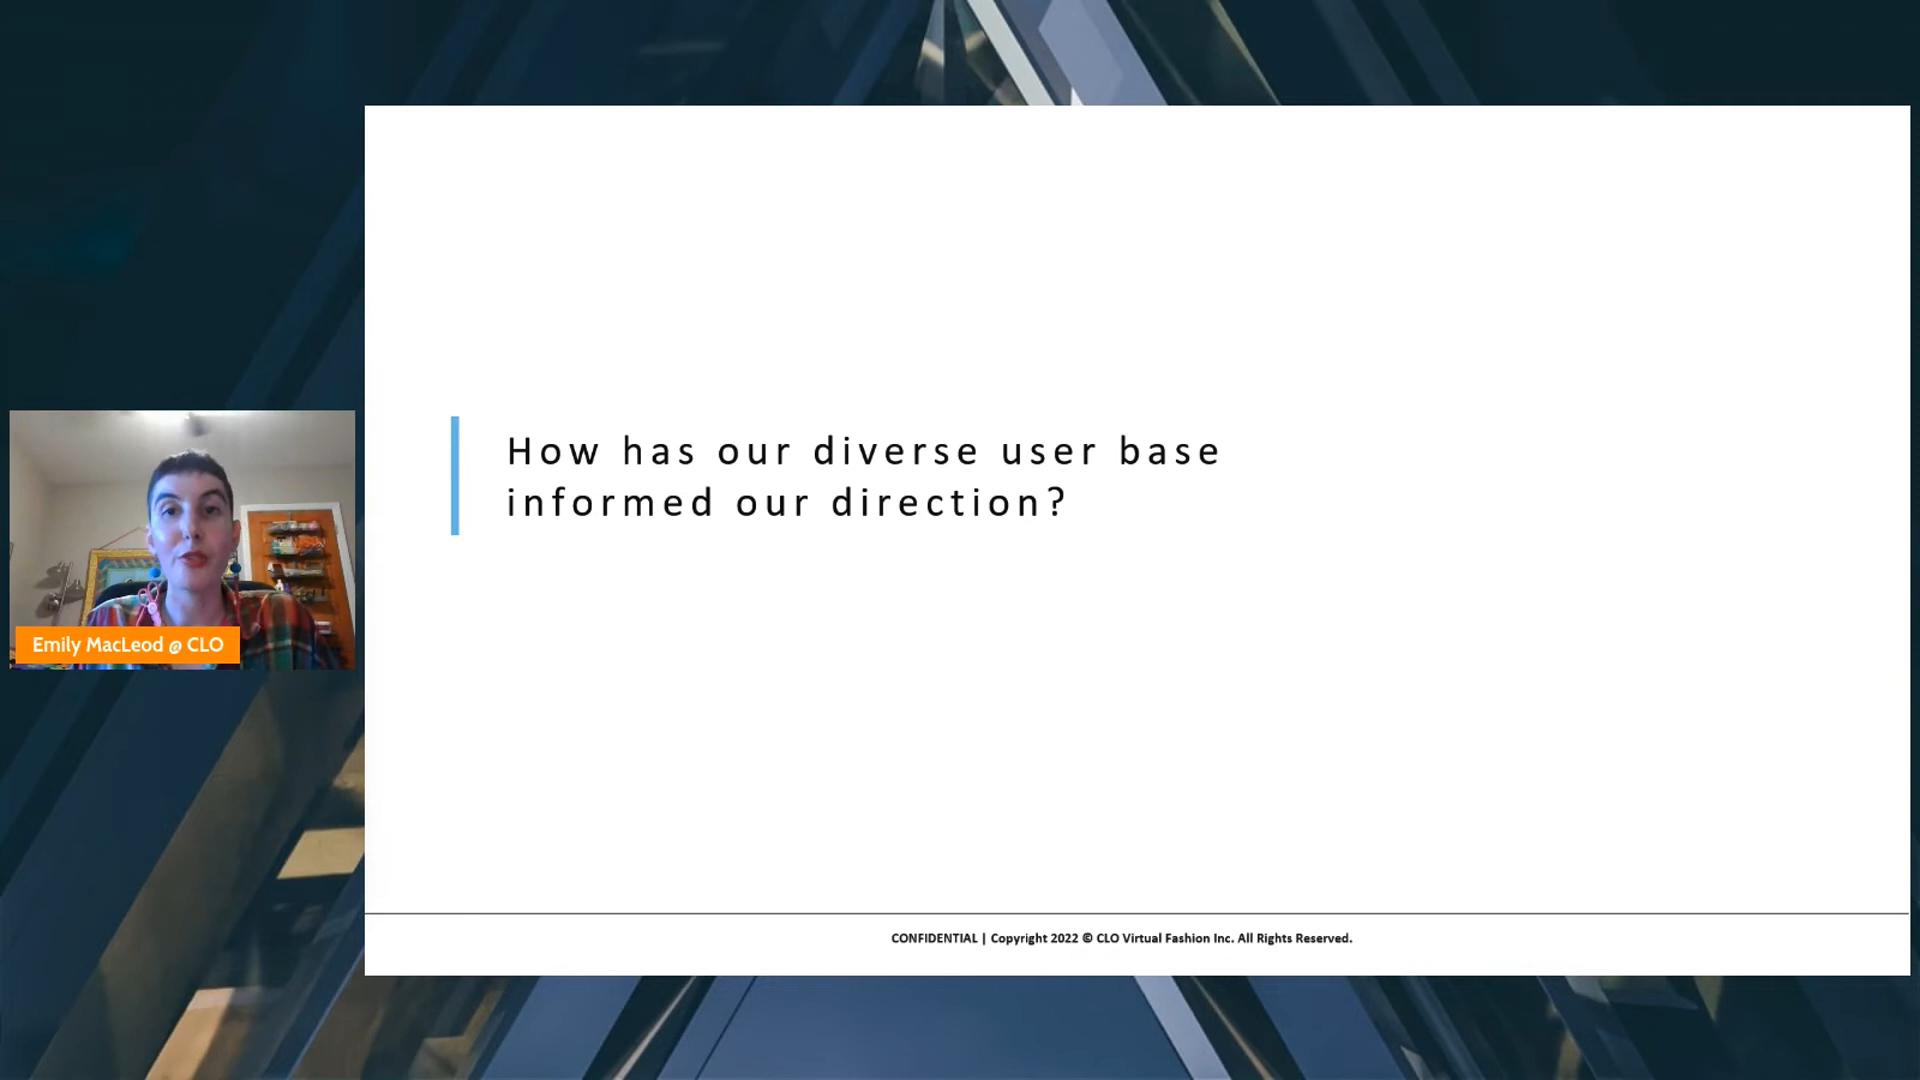 How has our diverse user base
informed our direction?
Emily MacLeod @ CLO
CONFIDENTIAL | Copyright 2022 © CLO Virtual Fashion Inc. All Rights Reserved.